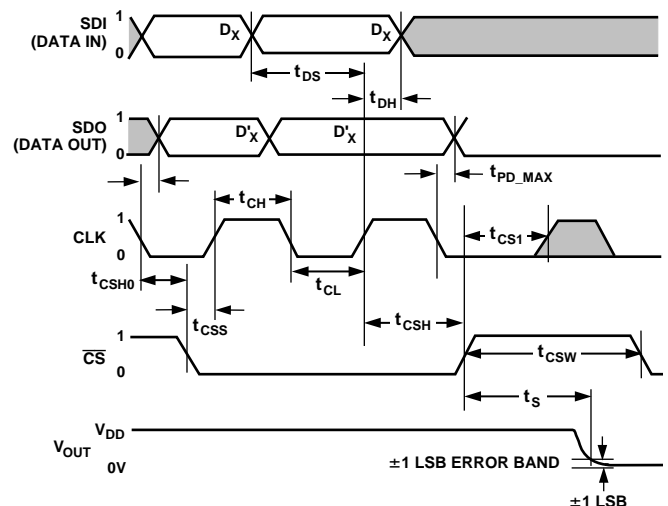 SDI
(DATA IN)
1
0
DX
DX
tDS
tDH
SDO
(DATA OUT)
1
0
D'X
D'X
tPD_MAX
tCH
CLK
1
0
tCS1
tCSH0
tCL
tCSS
tCSH
CS
1
0
tCSW
tS
VOUT
VDD
0V
±1 LSB ERROR BAND
±1 LSB